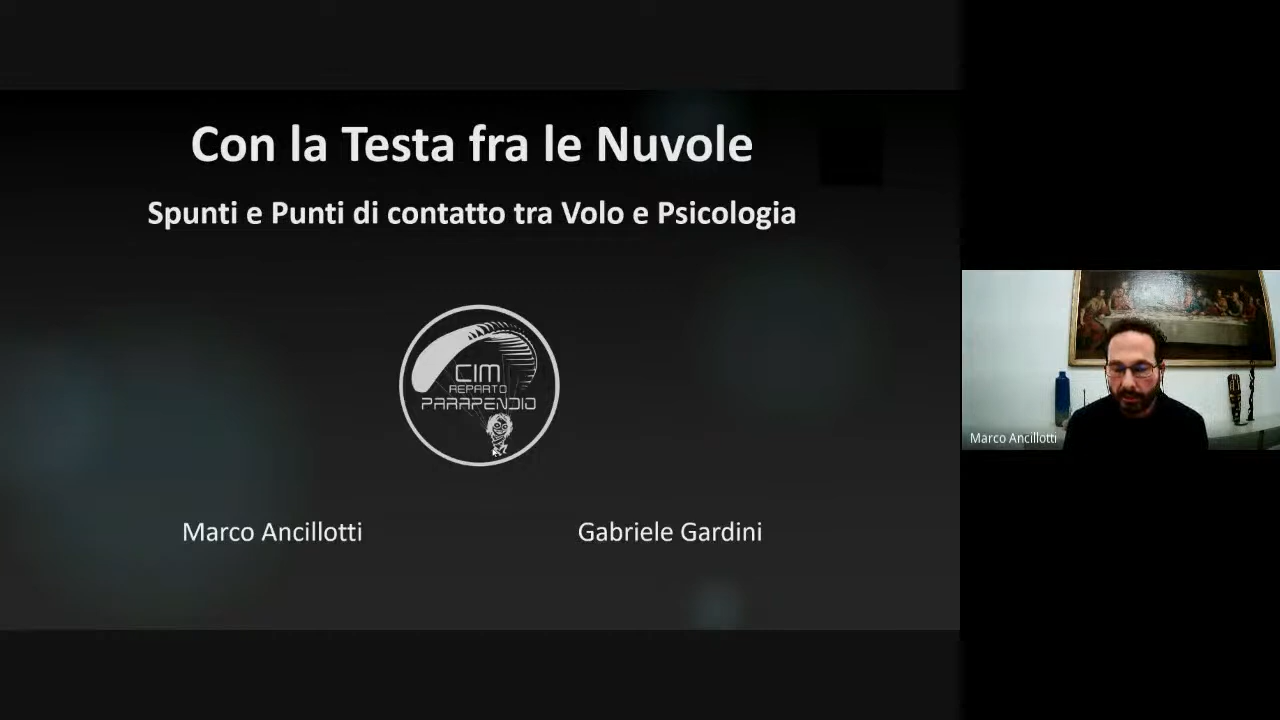 Con la Testa fra le Nuvole
Spunti e Punti di contatto tra Volo e Psicologia
CIM
REPARTO
PARAPENDIO
Marco Ancillotti
Gabriele Gardini
Marco Ancillotti